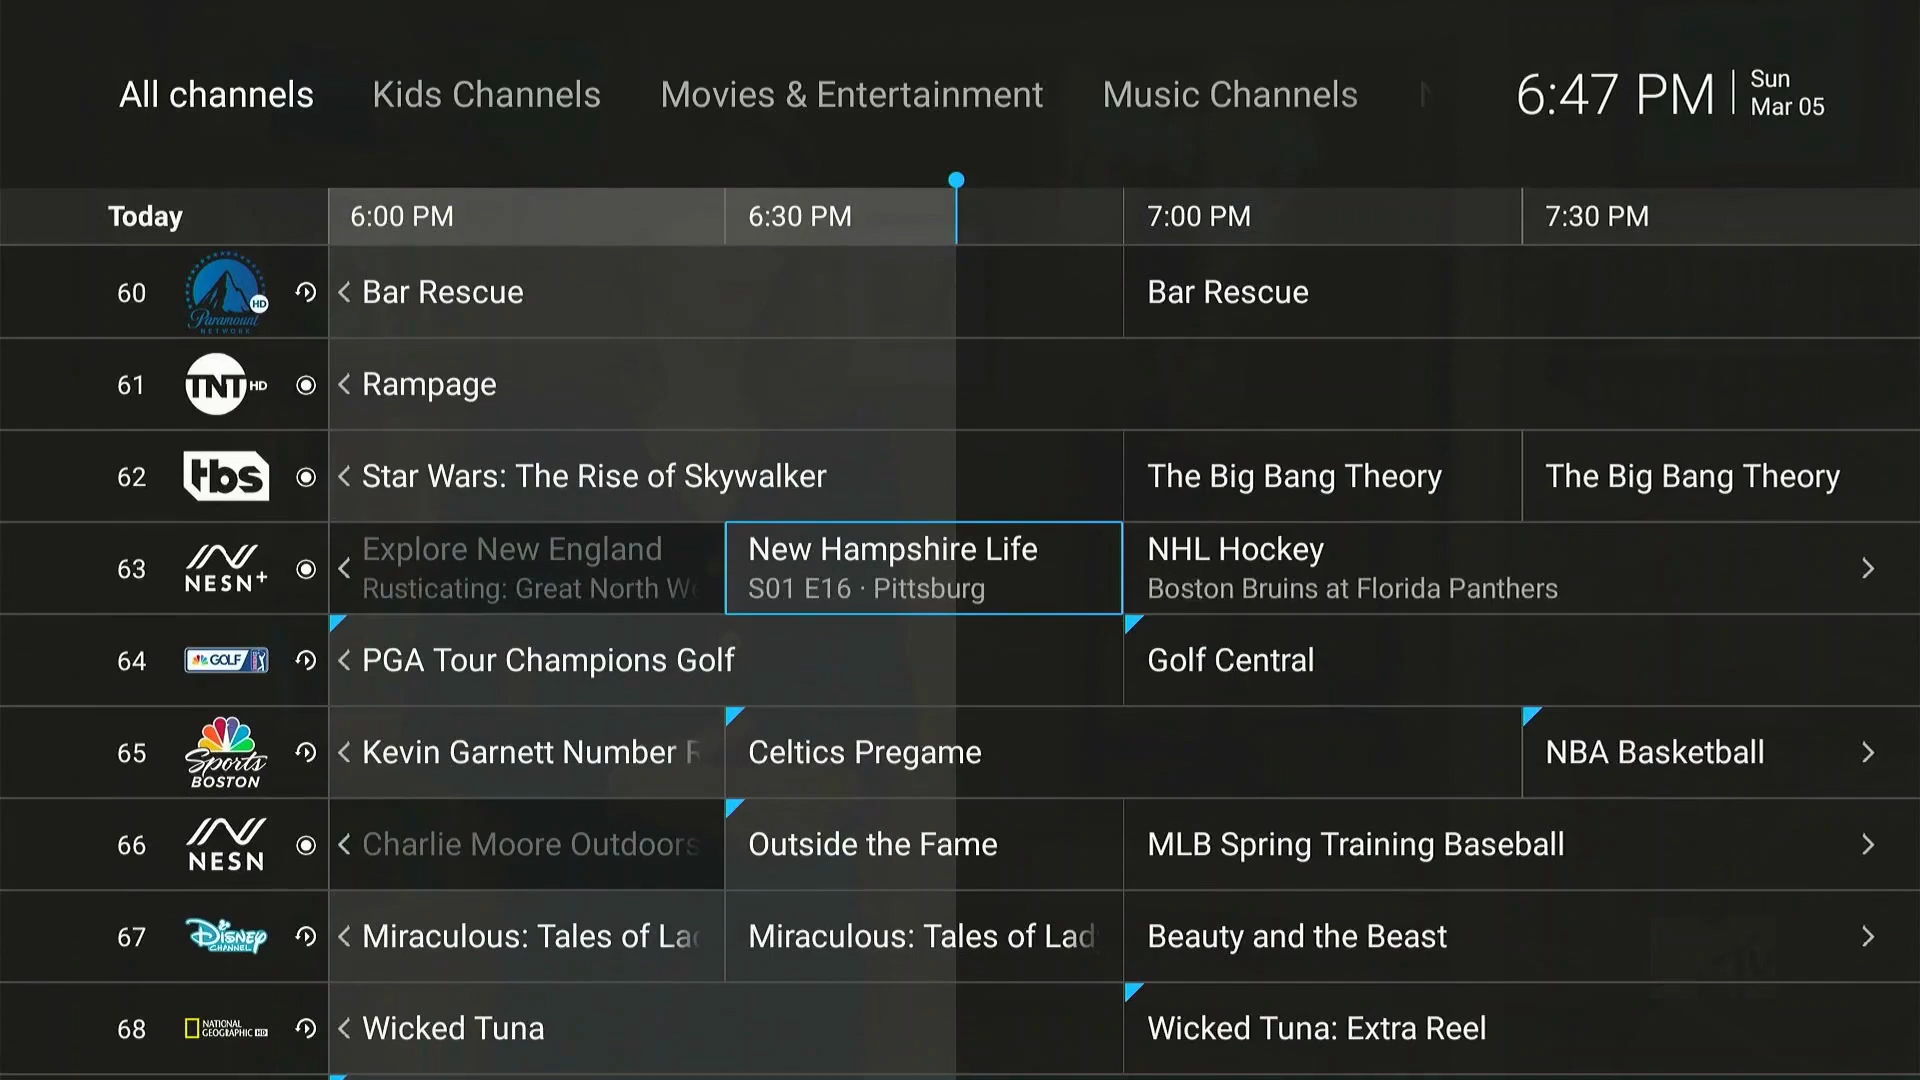 All channels
Kids Channels
Movies & Entertainment
Music Channels
6:47 PM
Sun
Mar 05
Today
6:00 PM
6:30 PM
7:00 PM
7:30 PM
60
Paramount
NETWORK
HD
Bar Rescue
Bar Rescue
61
TNT HD
Rampage
62
tbs
Star Wars: The Rise of Skywalker
The Big Bang Theory
The Big Bang Theory
63
NESN+
Explore New England
Rusticating: Great North
New Hampshire Life
S01 E16 · Pittsburg
NHL Hockey
Boston Bruins at Florida Panthers
64
GOLF
PGA Tour Champions Golf
Golf Central
65
Sports
BOSTON
Kevin Garnett Number
Celtics Pregame
NBA Basketball
66
NESN
Charlie Moore Outdoors
Outside the Fame
MLB Spring Training Baseball
67
Disney
CHANNEL
Miraculous: Tales of
Miraculous: Tales of Lad
Beauty and the Beast
68
NATIONAL
GEOGRAPHIC HD
Wicked Tuna
Wicked Tuna: Extra Reel